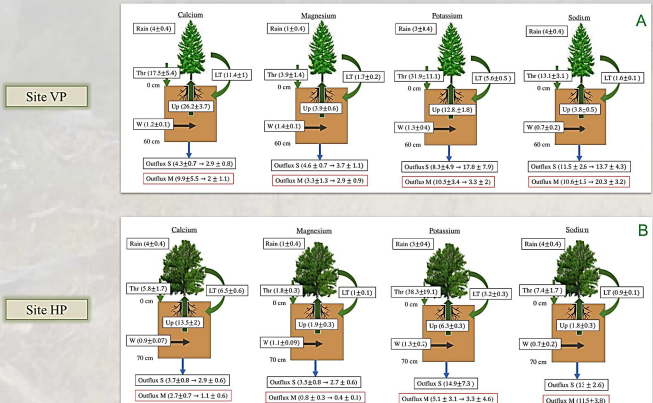 Site VP
A
Calcium
Rain (4±0.4)
Thr (17.5±5.4)
LT (11.4±1)
0 cm
Up (26.2±3.7)
W (1.2±0.1)
60 cm
Outflux S (4.3±0.7 → 2.9 ± 0.8)
Outflux M (9.9±5.5 → 2 ± 1.1)
Magnesium
Rain (1±0.4)
Thr (3.9±1.4)
LT (1.7±0.2)
0 cm
Up (3.9±0.6)
W (1.4±0.1)
60 cm
Outflux S (4.6 ± 0.7 → 3.7 ± 1.1)
Outflux M (3.3±1.3 → 2.9 ± 0.9)
Potassium
Rain (3±0.4)
Thr (31.9±11.1)
LT (5.6±0.5 )
0 cm
Up (12.8.±1.8)
W (1.3±04)
60 cm
Outflux S (8.3±4.9 → 17.8 ± 7.9)
Outflux M (10.5±3.4 → 3.3 ± 2)
Sodium
Rain (4±0.4)
Thr (13.1±3.1 )
LT (1.6±0.1 )
0 cm
Up (3.8±0.5)
W (0.7±0.2)
60 cm
Outflux S (11.5 ± 2.6 → 13.7 ± 4.3)
Outflux M (10.6±1.5 → 20.3 ± 3.2)
Site HP
B
Calcium
Rain (4±0.4)
Thr (5.8±1.7)
LT (6.5±0.6)
0 cm
Up (13.5±2)
W (0.9±0.07)
70 cm
Outflux S (3.7±0.8 → 2.9 ± 0.6)
Outflux M (2.7±0.7 → 1.1 ± 0.6)
Magnesium
Rain (1±0.4)
Thr (1.8±0.3)
LT (1±0.1)
0 cm
Up (1.9±0.3)
W (1.1±0.09)
70 cm
Outflux S (3.5±0.8 → 2.7 ± 0.6)
Outflux M (0.8 ± 0.3 → 0.4 ± 0.1)
Potassium
Rain (3±04)
Thr (38.3±19.1)
LT (3.2±0.3)
0 cm
Up (6.3±0.3)
W
70 cm
Outflux S (14.9±7.3 )
Outflux M (5.1 ± 3.1 → 3.3 ± 4.6)
Sodium
Rain (4±0.4)
Thr (7.4±1.7 )
LT (0.9±0.1)
0 cm
Up (1.8±0.3)
W (0.7±0.2)
70 cm
Outflux S ± 2.6)
Outflux M (11.5±3.8)